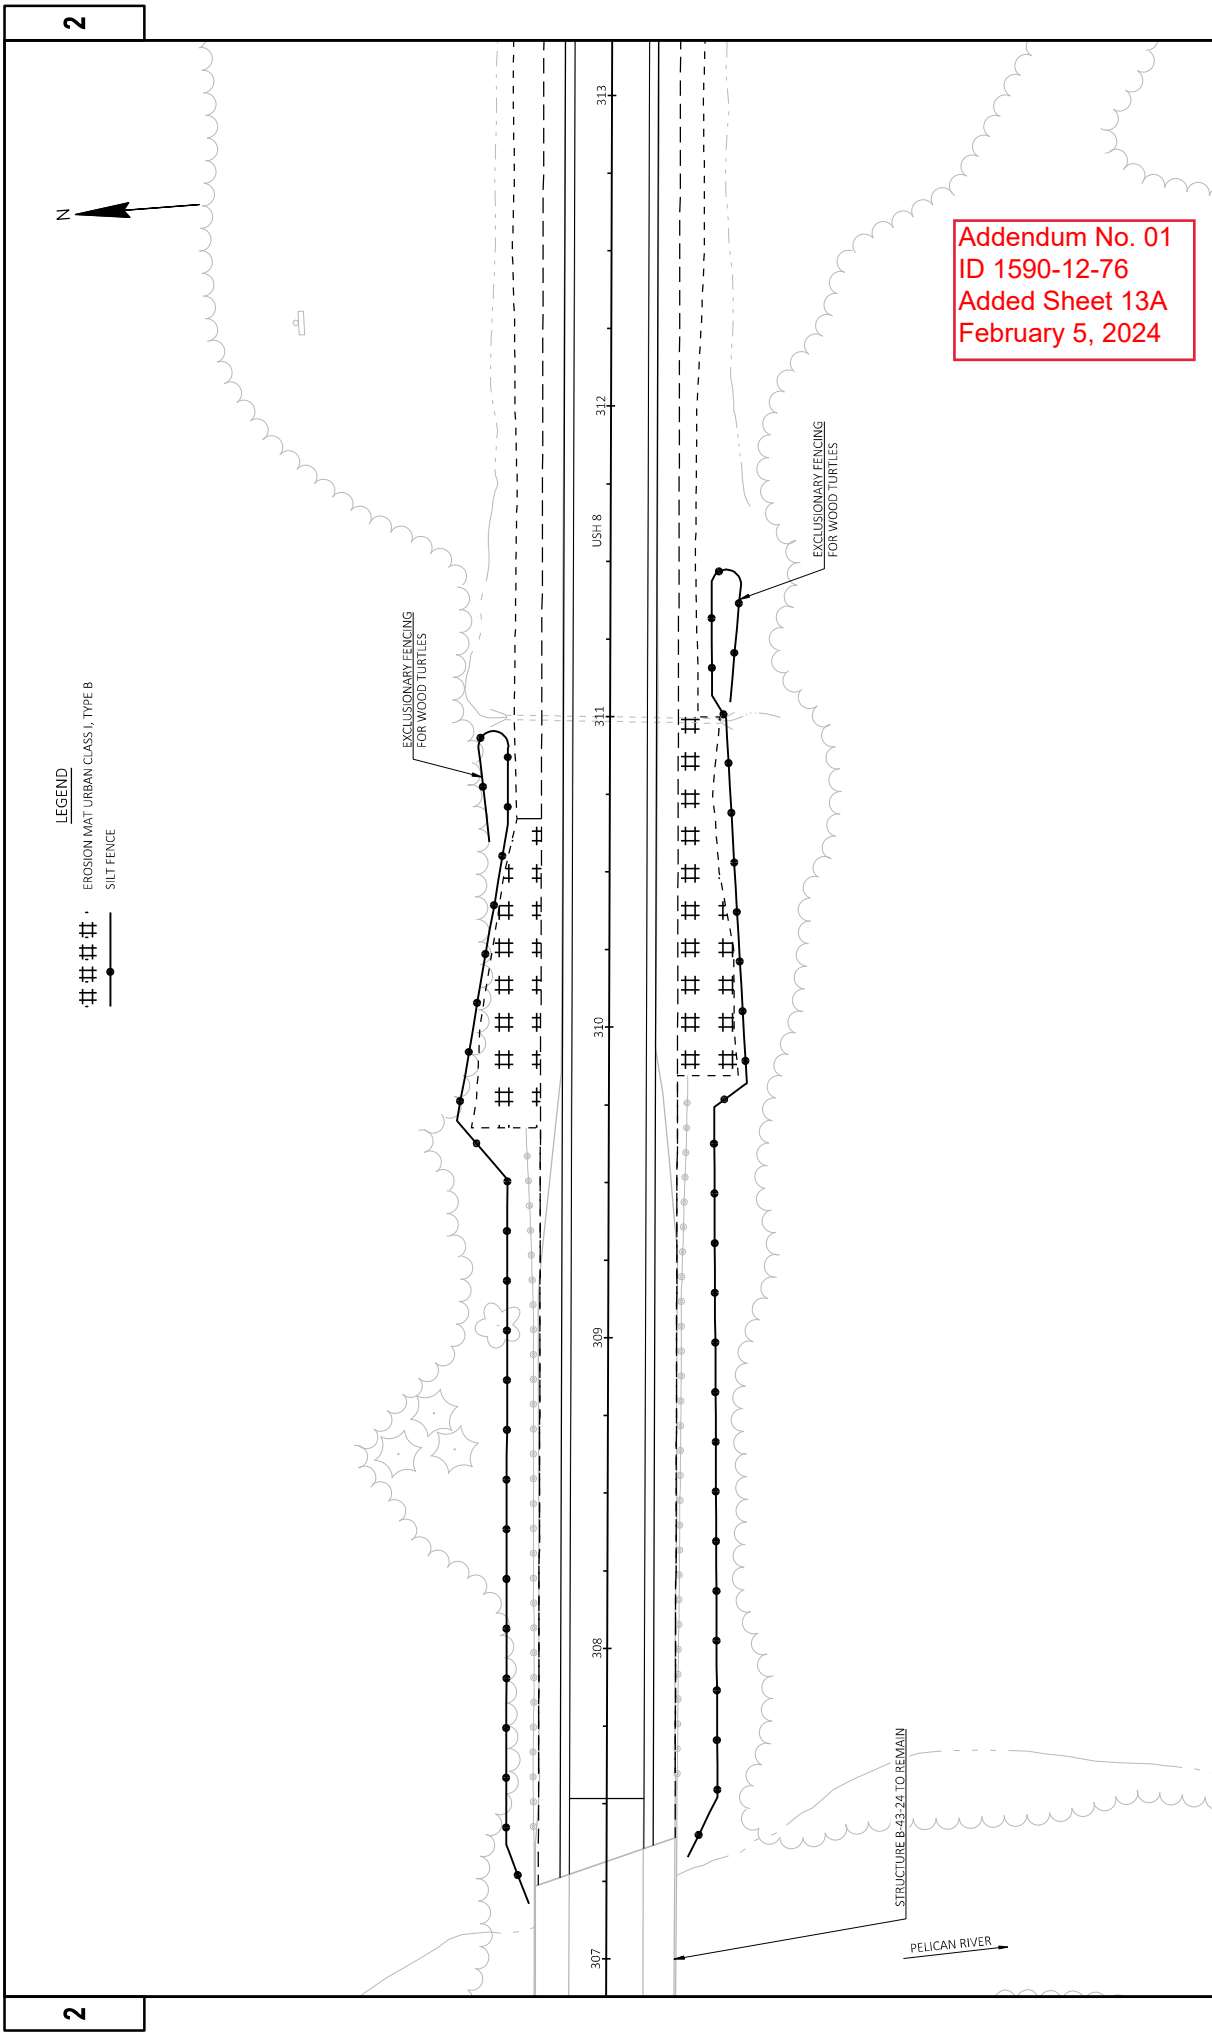 2
N
LEGEND
EROSION MAT URBAN CLASS I, TYPE B
SILT FENCE
EXCLUSIONARY FENCING
FOR WOOD TURTLES
307
308
309
310
311
USH 8
312
313
EXCLUSIONARY FENCING
FOR WOOD TURTLES
STRUCTURE B-43-24 TO REMAIN
PELICAN RIVER
Addendum No. 01
ID 1590-12-76
Added Sheet 13A
February 5, 2024
2